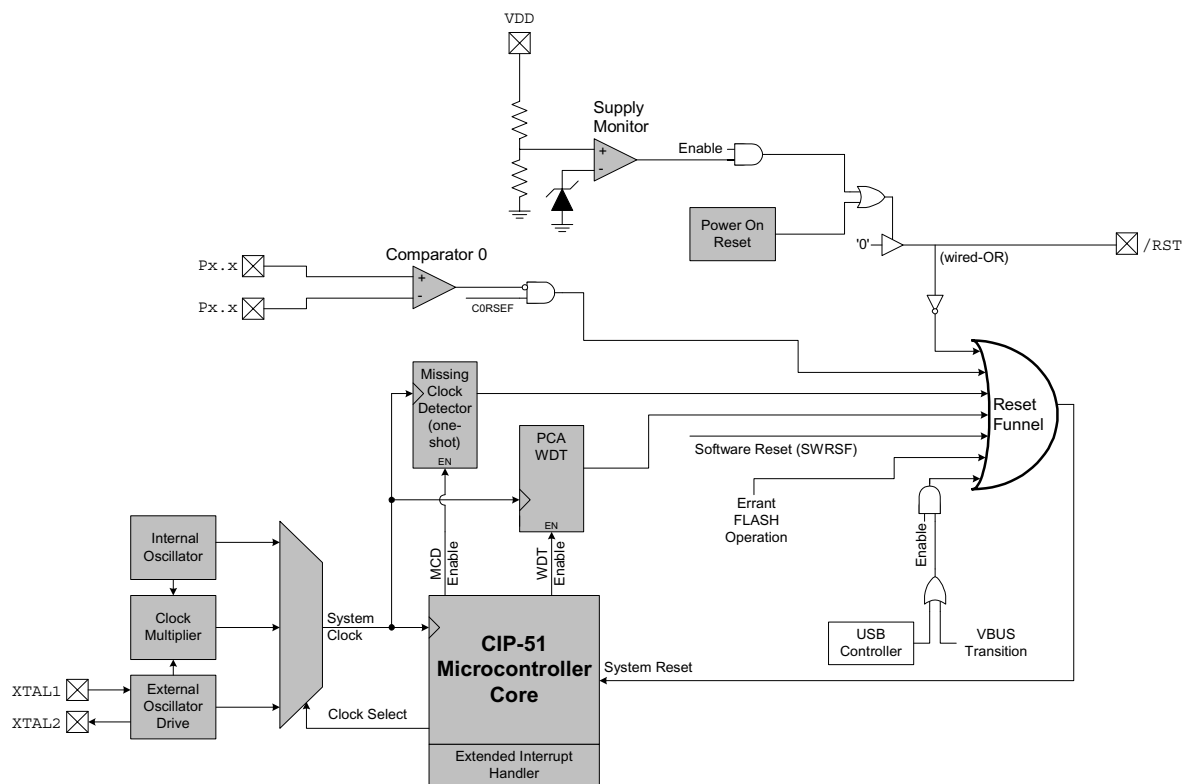 VDD
Supply
Monitor
Enable
+
-
Power On
Reset
'0'
/RST
(wired-OR)
Comparator 0
Px.x
+
Px.x
-
C0RSEF
Missing
Clock
Detector
(one-
shot)
EN
Reset
Funnel
PCA
WDT
EN
Software Reset (SWRSF)
Errant
FLASH
Operation
Enable
Internal
Oscillator
MCD
Enable
WDT
Enable
Clock
Multiplier
System
Clock
CIP-51
Microcontroller
Core
USB
Controller
VBUS
Transition
System Reset
XTAL1
XTAL2
External
Oscillator
Drive
Clock Select
Extended Interrupt
Handler